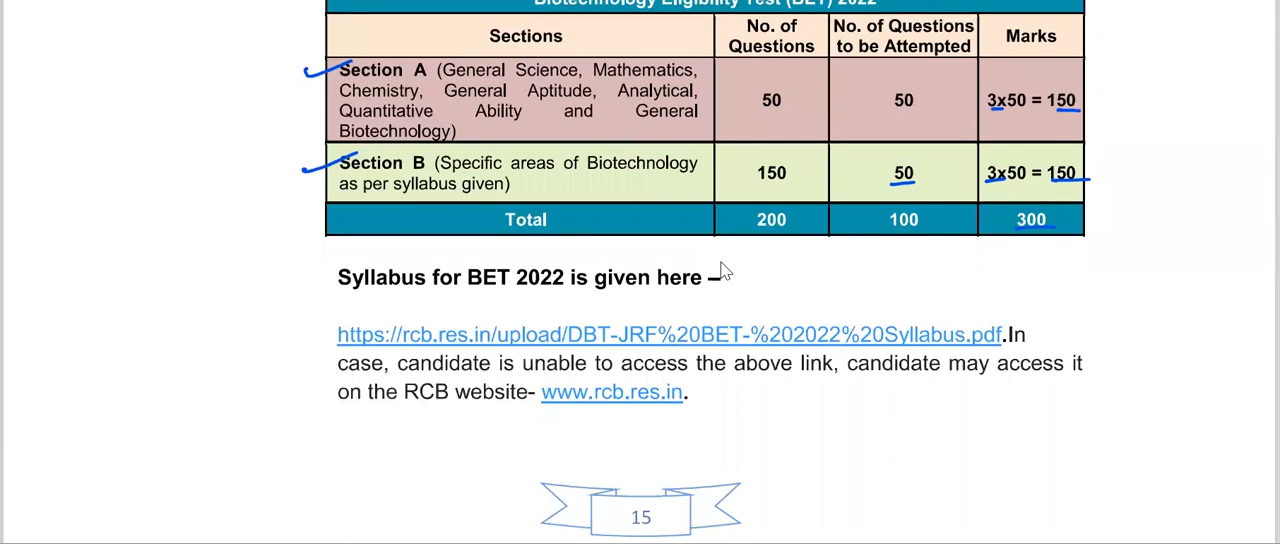 Biotechnology Eligibility Test (BET) 2022
Sections
No. of
Questions
No. of Questions
to be Attempted
Marks
Section A (General Science, Mathematics,
Chemistry, General Aptitude, Analytical,
Quantitative Ability and General
Biotechnology)
50
50
3x50 = 150
Section B (Specific areas of Biotechnology
as per syllabus given)
150
50
3x50 = 150
Total
200
100
300
Syllabus for BET 2022 is given here –
https://rcb.res.in/upload/DBT-JRF%20BET-%202022%20Syllabus.pdf.In
case, candidate is unable to access the above link, candidate may access it
on the RCB website- www.rcb.res.in.
15